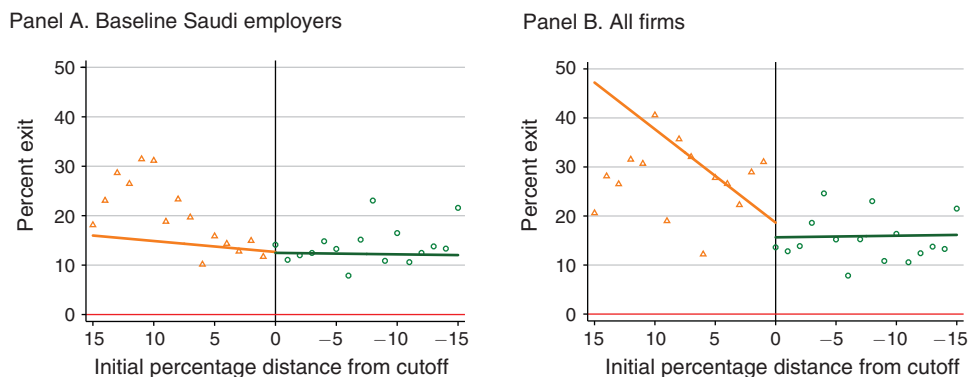 Panel A. Baseline Saudi employers
50
40
30
20
10
0
Percent exit
15 10 5 0 −5 −10 −15
Initial percentage distance from cutoff
Panel B. All firms
50
40
30
20
10
0
Percent exit
15 10 5 0 −5 −10 −15
Initial percentage distance from cutoff